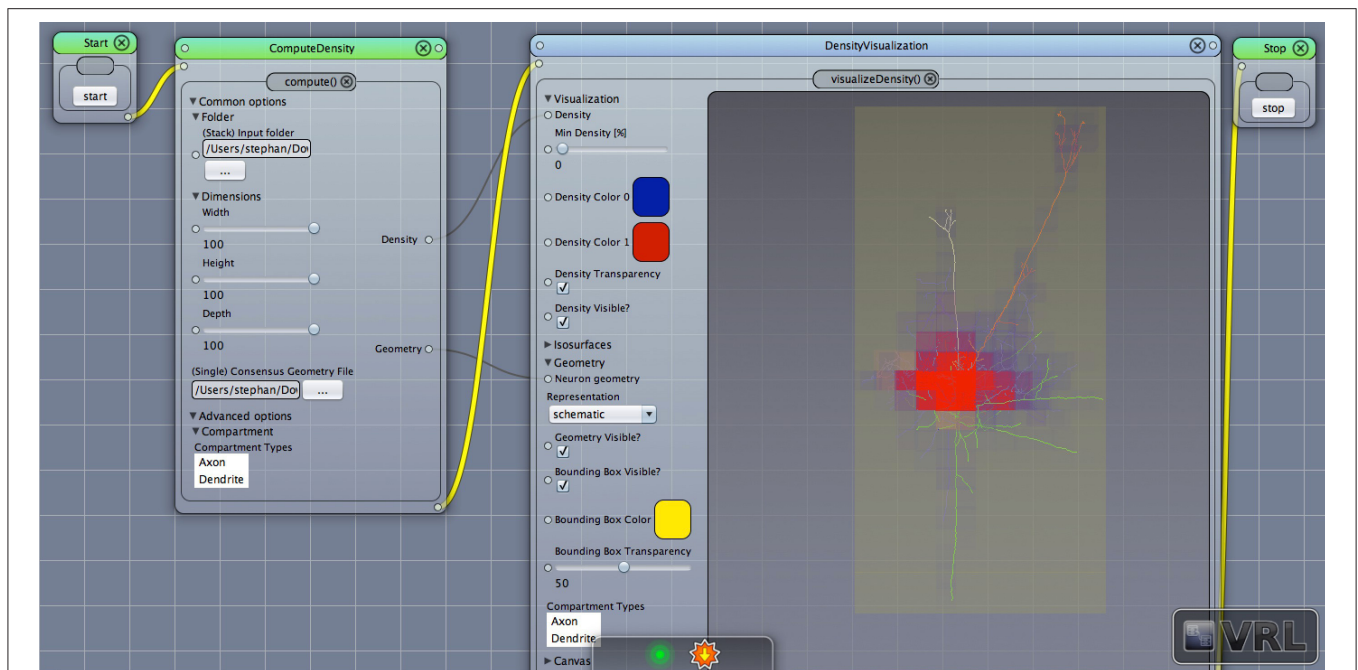 Start
start
ComputeDensity
compute()
Common options
Folder
(Stack) Input folder
/Users/stephan/Do
...
Dimensions
Width
100
Height
100
Depth
100
Density
Geometry
(Single) Consensus Geometry File
/Users/stephan/Do
...
Advanced options
Compartment
Compartment Types
Axon
Dendrite
DensityVisualization
visualizeDensity()
Visualization
Density
Min Density [%]
0
Density Color 0
Density Color 1
Density Transparency
Density Visible?
Isosurfaces
Geometry
Neuron geometry
Representation
schematic
Geometry Visible?
Bounding Box Visible?
Bounding Box Color
Bounding Box Transparency
50
Compartment Types
Axon
Dendrite
Canvas
Stop
stop
VRL